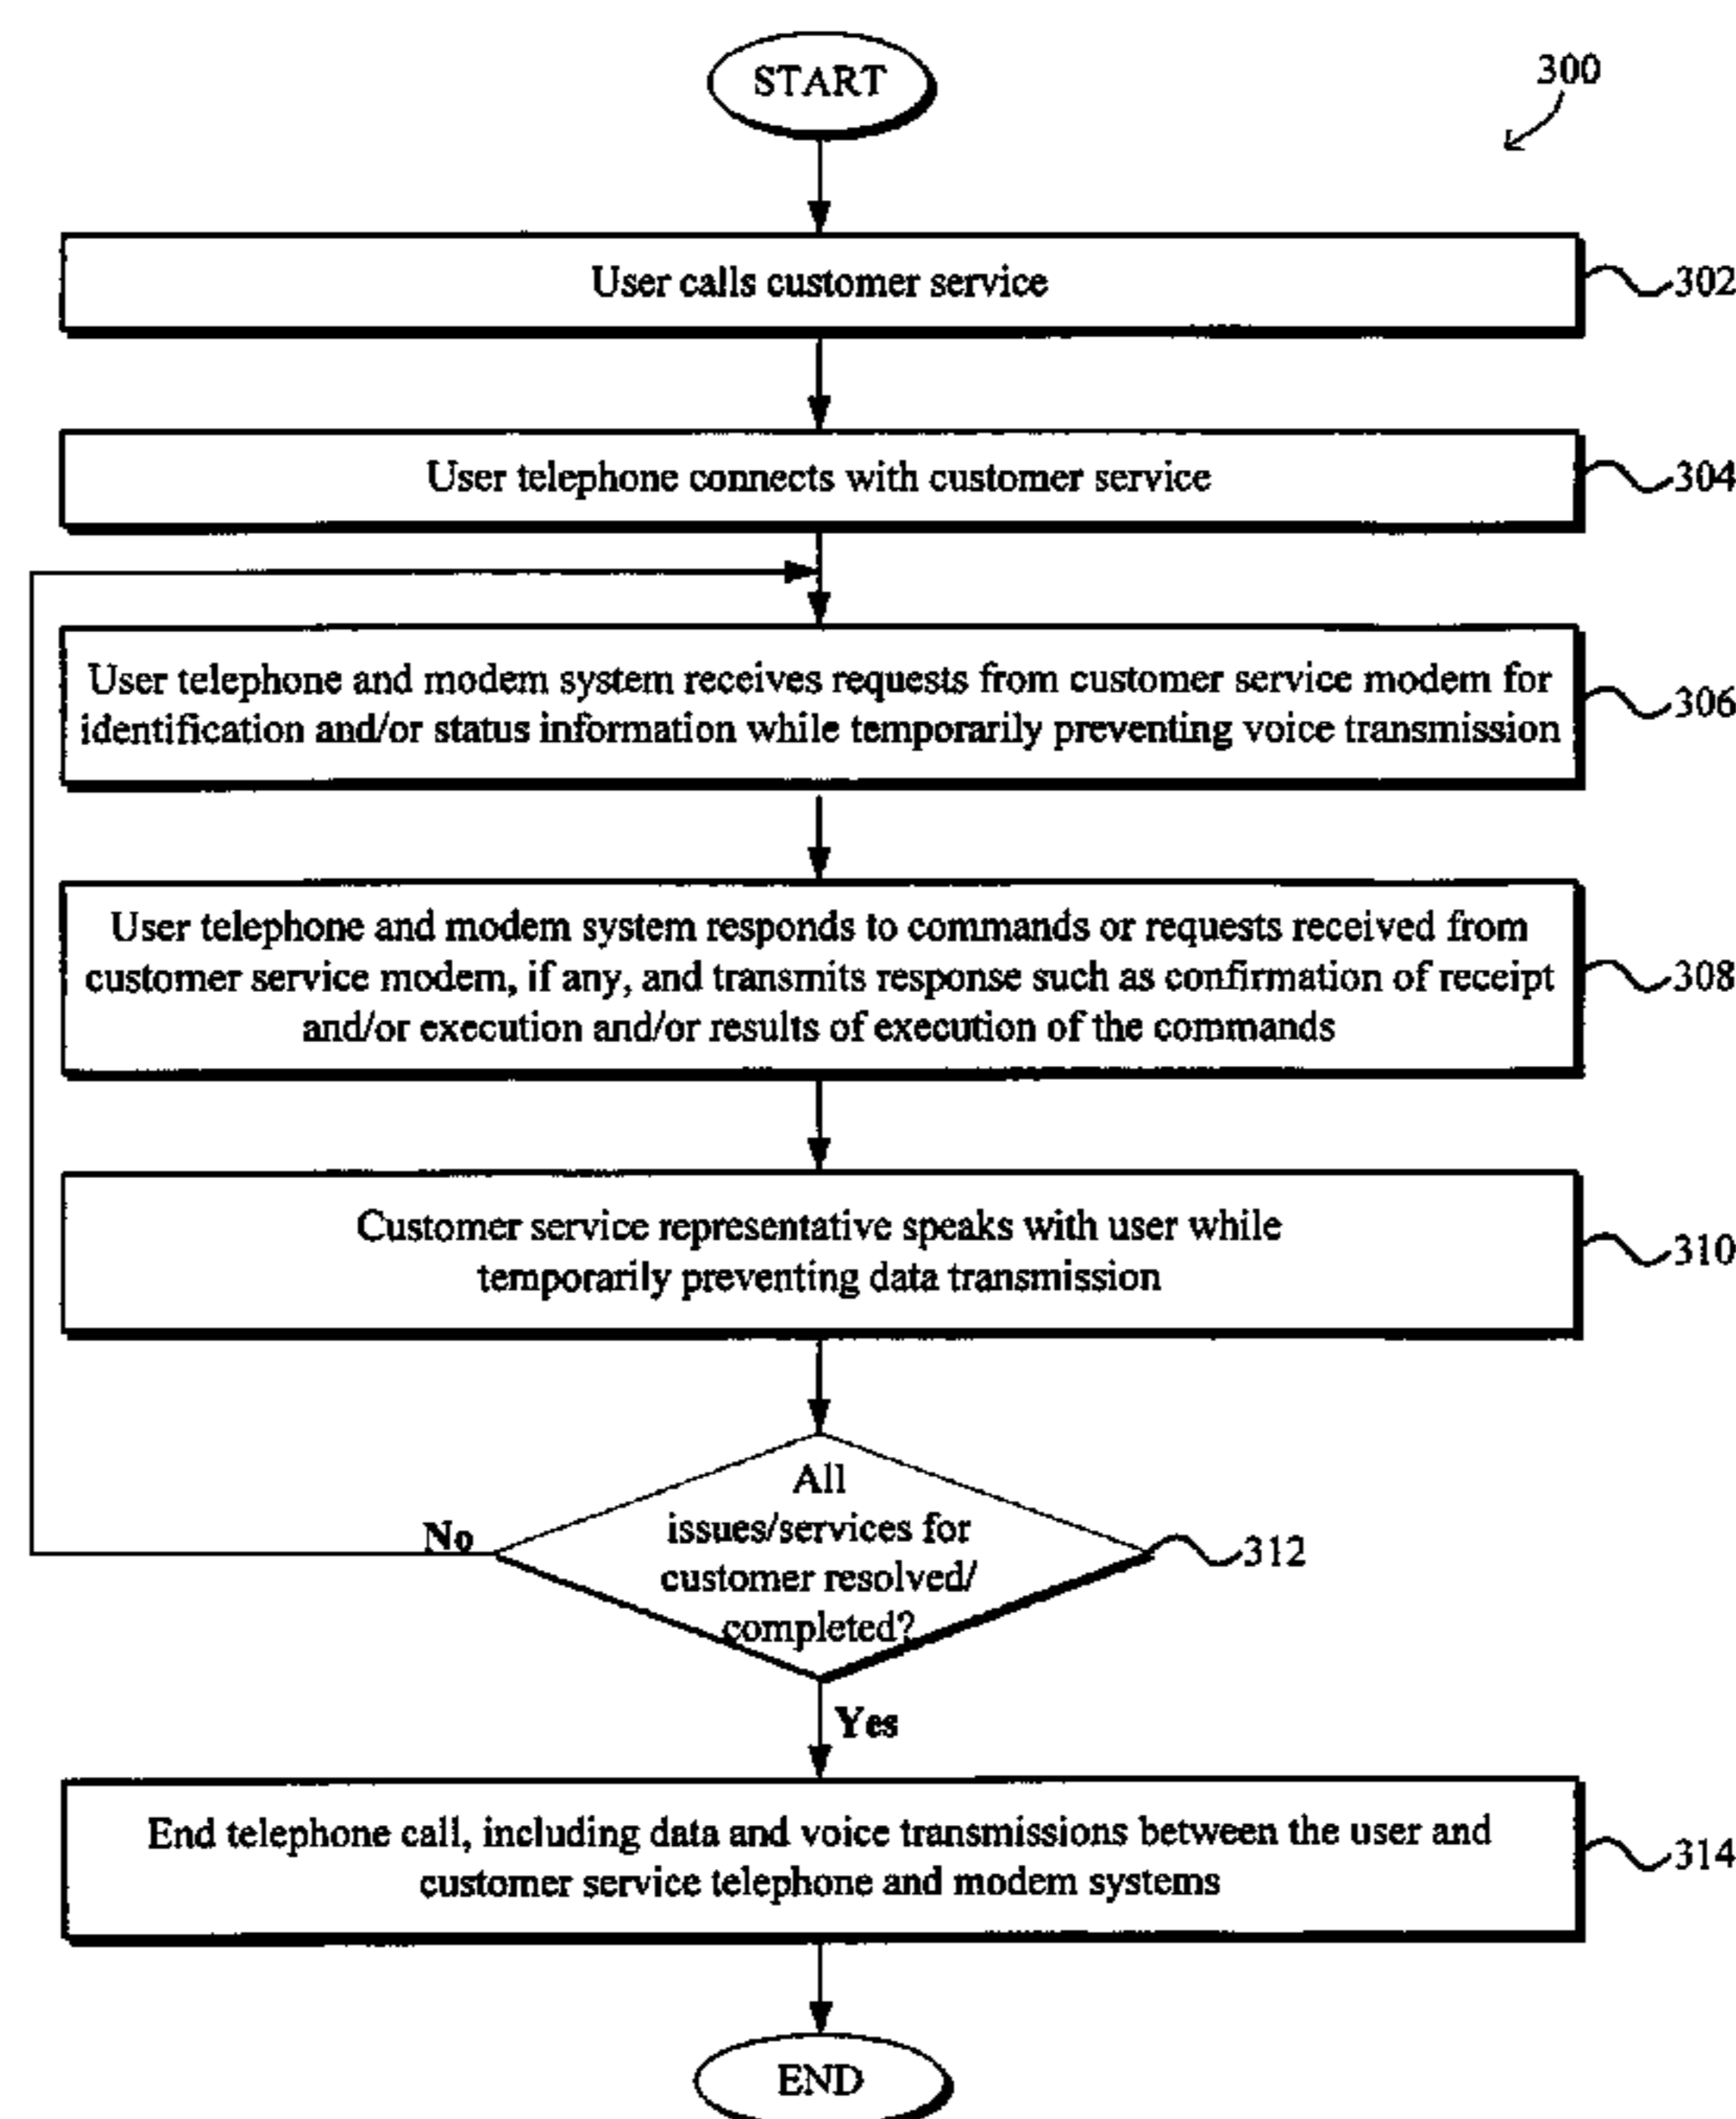 START
300
User calls customer service
302
User telephone connects with customer service
304
User telephone and modem system receives requests from customer service modem for
identification and/or status information while temporarily preventing voice transmission
306
User telephone and modem system responds to commands or requests received from
customer service modem, if any, and transmits response such as confirmation of receipt
and/or execution and/or results of execution of the commands
308
Customer service representative speaks with user while
temporarily preventing data transmission
310
All
issues/services for
customer resolved/
completed?
No
312
Yes
End telephone call, including data and voice transmissions between the user and
customer service telephone and modem systems
314
END